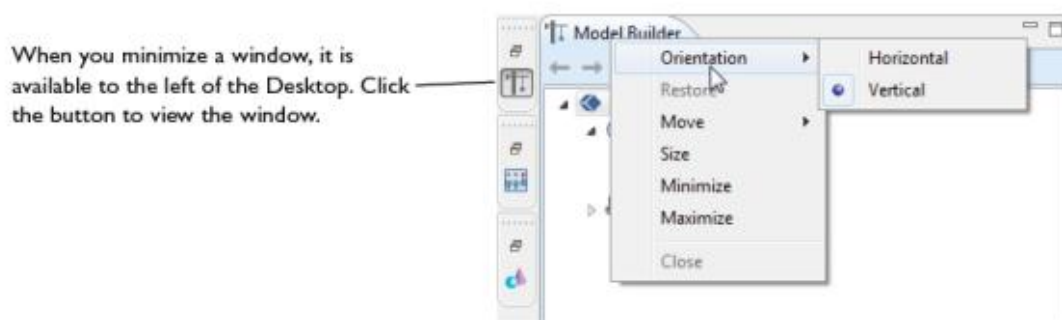 When you minimize a window, it is
available to the left of the Desktop. Click
the button to view the window.
Model Builder
Orientation
Horizontal
Restore
Vertical
Move
Size
Minimize
Maximize
Close